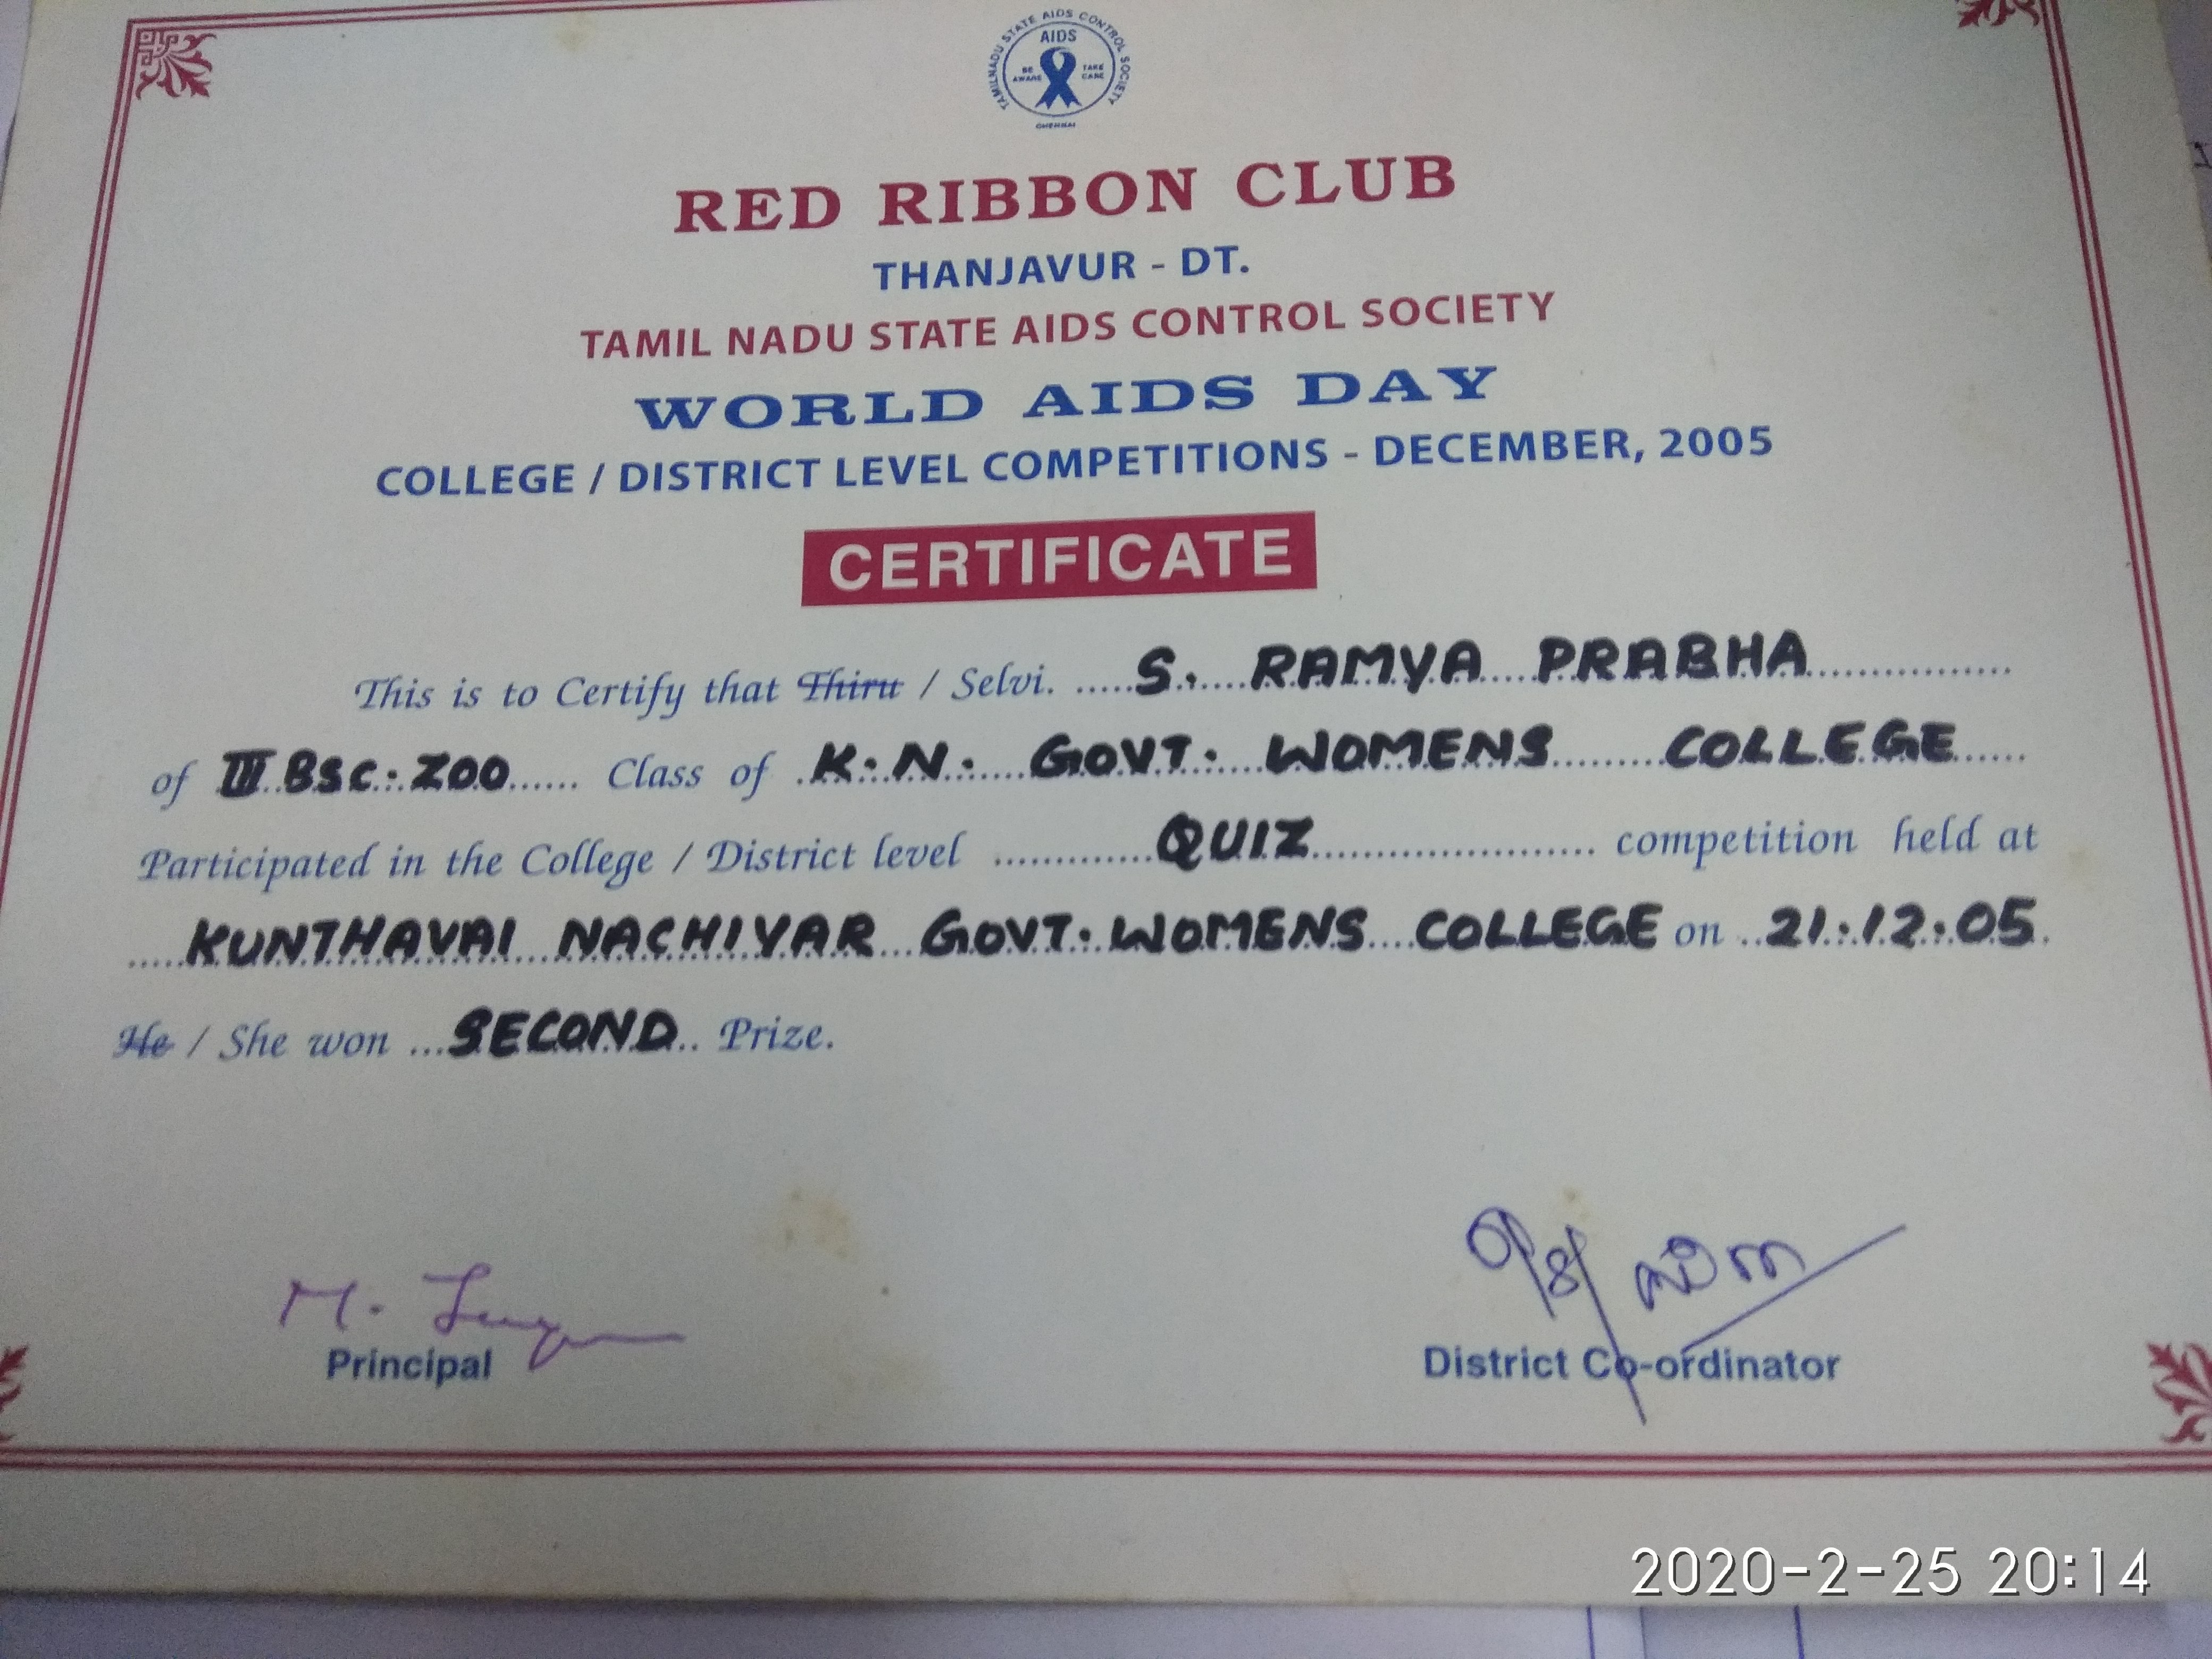 TAMILNADU STATE AIDS CONTROL SOCIETY
AIDS
BE AWARE TAKE CARE
CHENNAI
RED RIBBON CLUB
THANJAVUR - DT.
TAMIL NADU STATE AIDS CONTROL SOCIETY
WORLD AIDS DAY
COLLEGE / DISTRICT LEVEL COMPETITIONS - DECEMBER, 2005
CERTIFICATE
This is to Certify that Thiru / Selvi. S. RAMYA PRABHA
of III BSC. ZOO Class of K.N. GOVT. WOMENS COLLEGE
Participated in the College / District level QUIZ competition held at
KUNTHAVAI NACHIYAR GOVT. WOMENS COLLEGE on 21.12.05
He / She won SECOND Prize.
Principal District Co-ordinator
2020-2-25 20:14